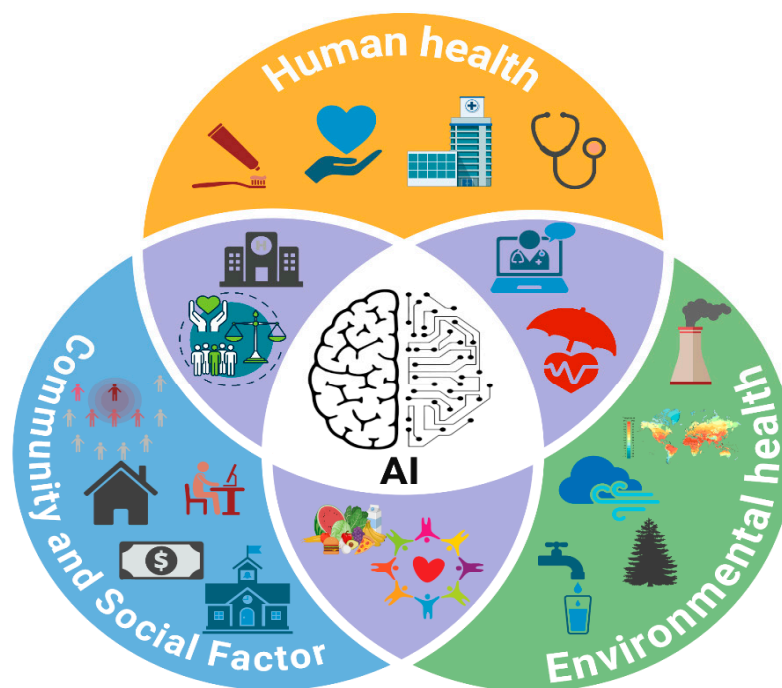 Human health
Community and Social Factor
AI
Environmental health
H
$